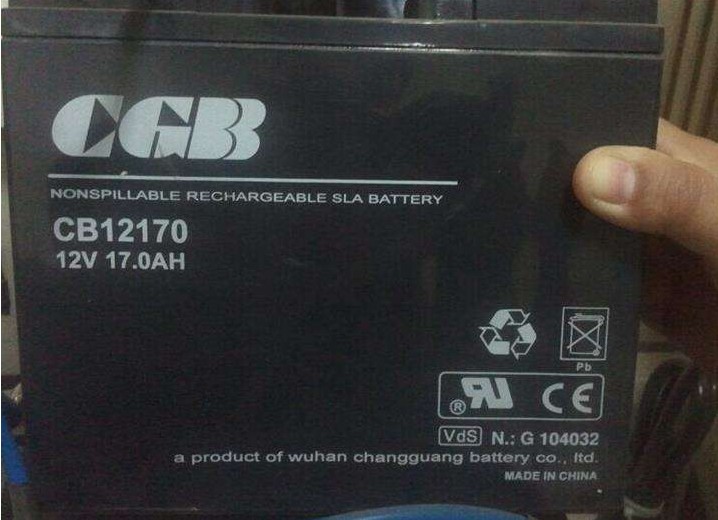 CGB
NONSPILLABLE RECHARGEABLE SLA BATTERY
CB12170
12V 17.0AH
Pb
® RU CE
VdS N.: G 104032
a product of wuhan changguang battery co., ltd.
MADE IN CHINA